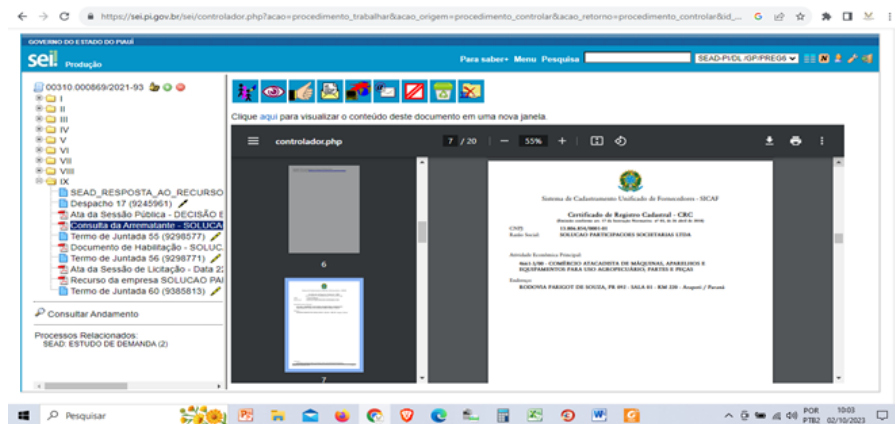 https://sei.pi.gov.br/sei/controlador.php?acao=procedimento_trabalhar&acao_origem=procedimento_controlar&acao_retorno=procedimento_controlar&id_...
GOVERNO DO ESTADO DO PIAUÍ
sei! Produção
Para saber+ Menu Pesquisa
SEAD-PI/DL /GP/PREG6
00310.000869/2021-93
I
II
III
IV
V
VI
VII
VIII
IX
SEAD_RESPOSTA_AO_RECURSO
Despacho 17 (9245961)
Ata da Sessão Pública - DECISÃO E
Consulta da Arrematante - SOLUCA
Termo de Juntada 55 (9298577)
Documento de Habilitação - SOLUC.
Termo de Juntada 56 (9298771)
Ata da Sessão de Licitação - Data 22
Recurso da empresa SOLUCAO PAI
Termo de Juntada 60 (9385813)
Consultar Andamento
Processos Relacionados:
SEAD: ESTUDO DE DEMANDA (2)
Clique aqui para visualizar o conteúdo deste documento em uma nova janela.
controlador.php
7 / 20
55%
6
7
Sistema de Cadastramento Unificado de Fornecedores - SICAF
Certificado de Registro Cadastral - CRC
CNPJ:
Razão Social: SOLUCAO PARTICIPACOES SOCIETARIAS LTDA
Atividade Econômica Principal:
4661-3/00 - COMÉRCIO ATACADISTA DE MÁQUINAS, APARELHOS E
EQUIPAMENTOS PARA USO AGROPECUÁRIO; PARTES E PEÇAS
Endereço:
RODOVIA PARIGOT DE SOUZA, PR 092 - SALA 01 - KM 320 - / Paraná
Pesquisar
POR
PTB2
10:03
02/10/2023